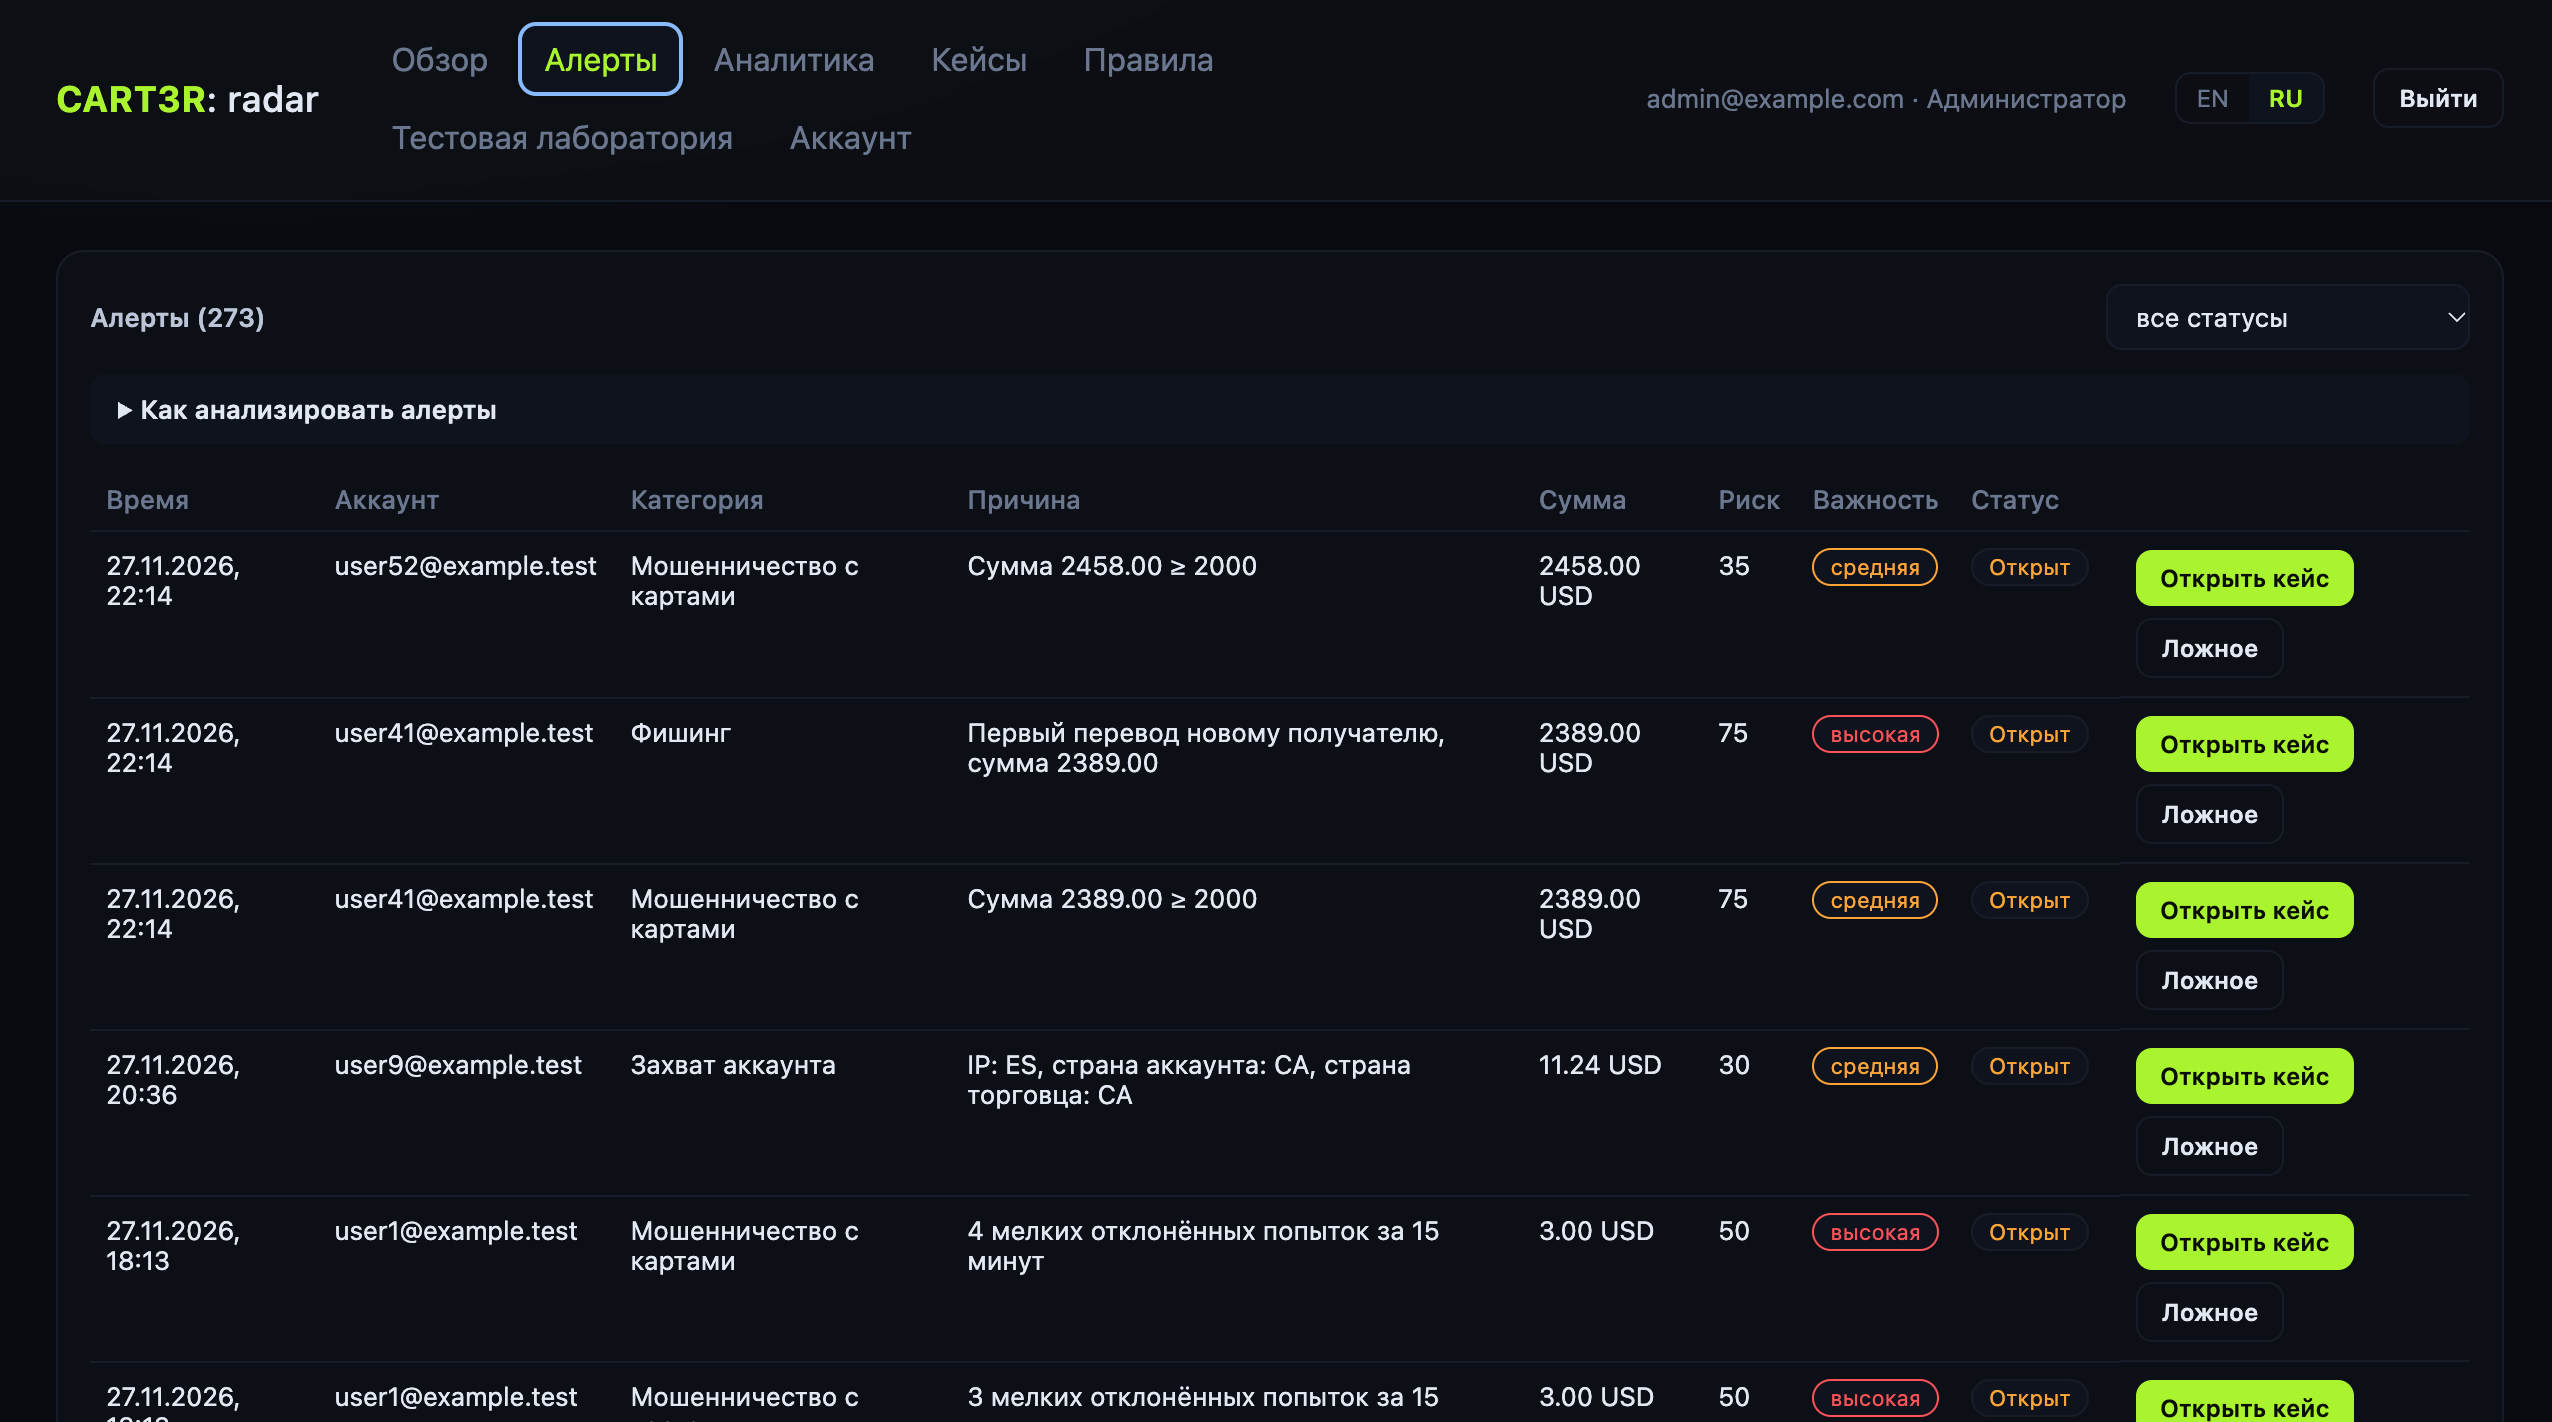 CART3R: radar
Обзор
Алерты
Аналитика
Кейсы
Правила
Тестовая лаборатория
Аккаунт
admin@example.com · Администратор
EN
RU
Выйти
Алерты (273)
все статусы
Как анализировать алерты
Время
Аккаунт
Категория
Причина
Сумма
Риск
Важность
Статус
27.11.2026,
22:14
user52@example.test
Мошенничество с
картами
Сумма 2458.00 ≥ 2000
2458.00
USD
35
средняя
Открыт
Открыть кейс
Ложное
27.11.2026,
22:14
user41@example.test
Фишинг
Первый перевод новому получателю,
сумма 2389.00
2389.00
USD
75
высокая
Открыт
Открыть кейс
Ложное
27.11.2026,
22:14
user41@example.test
Мошенничество с
картами
Сумма 2389.00 ≥ 2000
2389.00
USD
75
средняя
Открыт
Открыть кейс
Ложное
27.11.2026,
20:36
user9@example.test
Захват аккаунта
IP: ES, страна аккаунта: CA, страна
торговца: CA
11.24 USD
30
средняя
Открыт
Открыть кейс
Ложное
27.11.2026,
18:13
user1@example.test
Мошенничество с
картами
4 мелких отклонённых попыток за 15
минут
3.00 USD
50
высокая
Открыт
Открыть кейс
Ложное
27.11.2026,
user1@example.test
Мошенничество с
3 мелких отклонённых попыток за 15
3.00 USD
50
высокая
Открыт
Открыть кейс